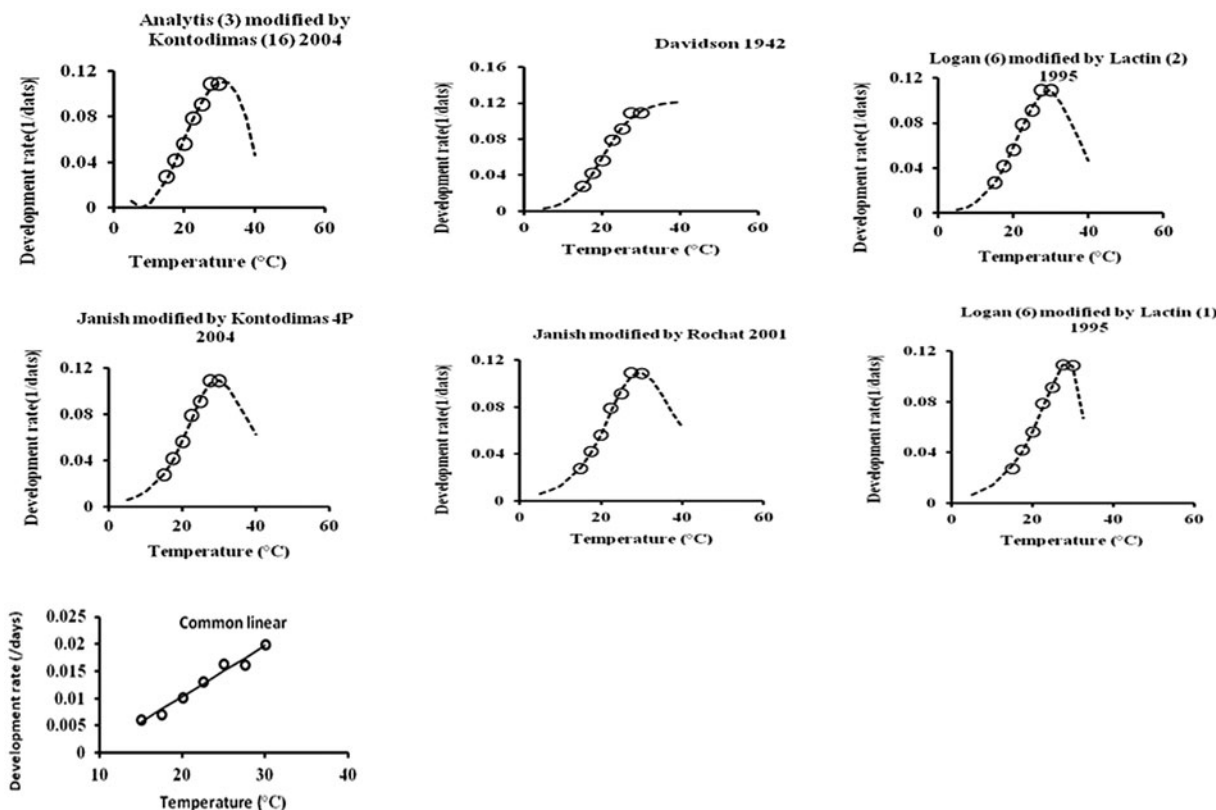 Analytis (3) modified by
Kontodimas (16) 2004
Development rate(1/dats)|
0.12
0.08
0.04
0
0 20 40 60
Temperature (°C)
Davidson 1942
Development rate(1/dats)|
0.16
0.12
0.08
0.04
0
0 20 40 60
Temperature (°C)
Logan (6) modified by Lactin (2)
1995
Development rate(1/dats)|
0.12
0.08
0.04
0
0 20 40 60
Temperature (°C)
Janish modified by Kontodimas 4P
2004
Development rate(1/dats)|
0.12
0.08
0.04
0
0 20 40 60
Temperature (°C)
Janish modified by Rochat 2001
Development rate(1/dats)|
0.12
0.08
0.04
0
0 20 40 60
Temperature (°C)
Logan (6) modified by Lactin (1)
1995
Development rate(1/dats)|
0.12
0.08
0.04
0
0 20 40 60
Temperature (°C)
Common linear
Development rate (/days)
0.025
0.02
0.015
0.01
0.005
0
10 20 30 40
Temperature (°C)